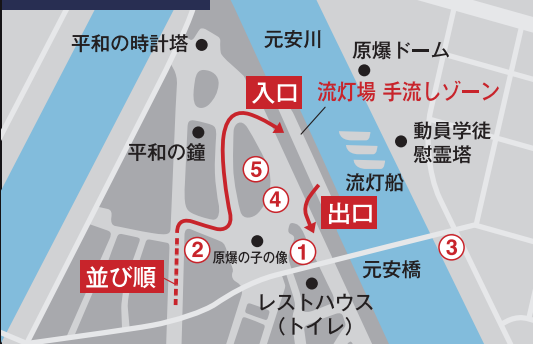 平和の時計塔
元安川
原爆ドーム
入口
流灯場 手流しゾーン
動員学徒
慰霊塔
平和の鐘
⑤
流灯船
④
出口
②
原爆の子の像
①
③
並び順
元安橋
レストハウス
（トイレ）